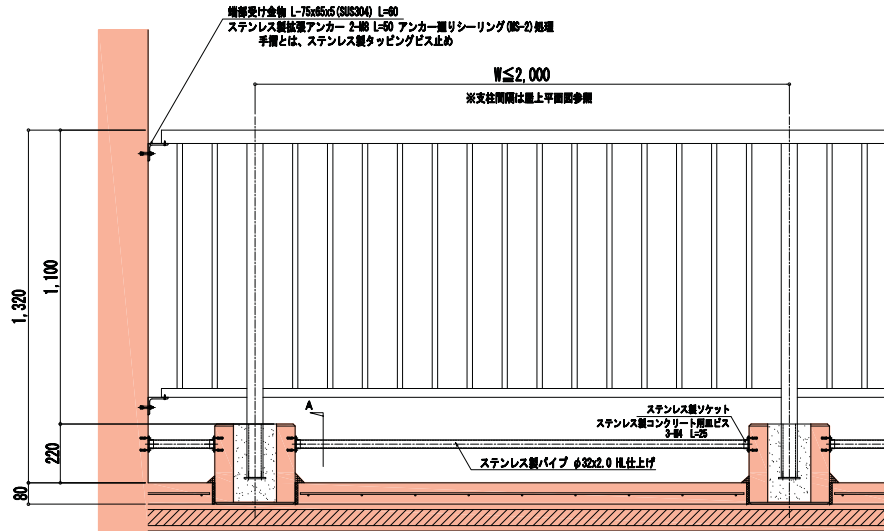 端部受け金物 L-75x65x5(SUS304) L=60
ステンレス製拡張アンカー 2-M8 L=50 アンカー廻りシーリング(MS-2)処理
手摺とは、ステンレス製タッピングビス止め
W≦2,000
※支柱間隔は屋上平面図参照
1,320
1,100
220
80
A
ステンレス製ソケット
ステンレス製コンクリート用皿ビス
3-M4 L=25
ステンレス製パイプ φ32x2.0 HL仕上げ